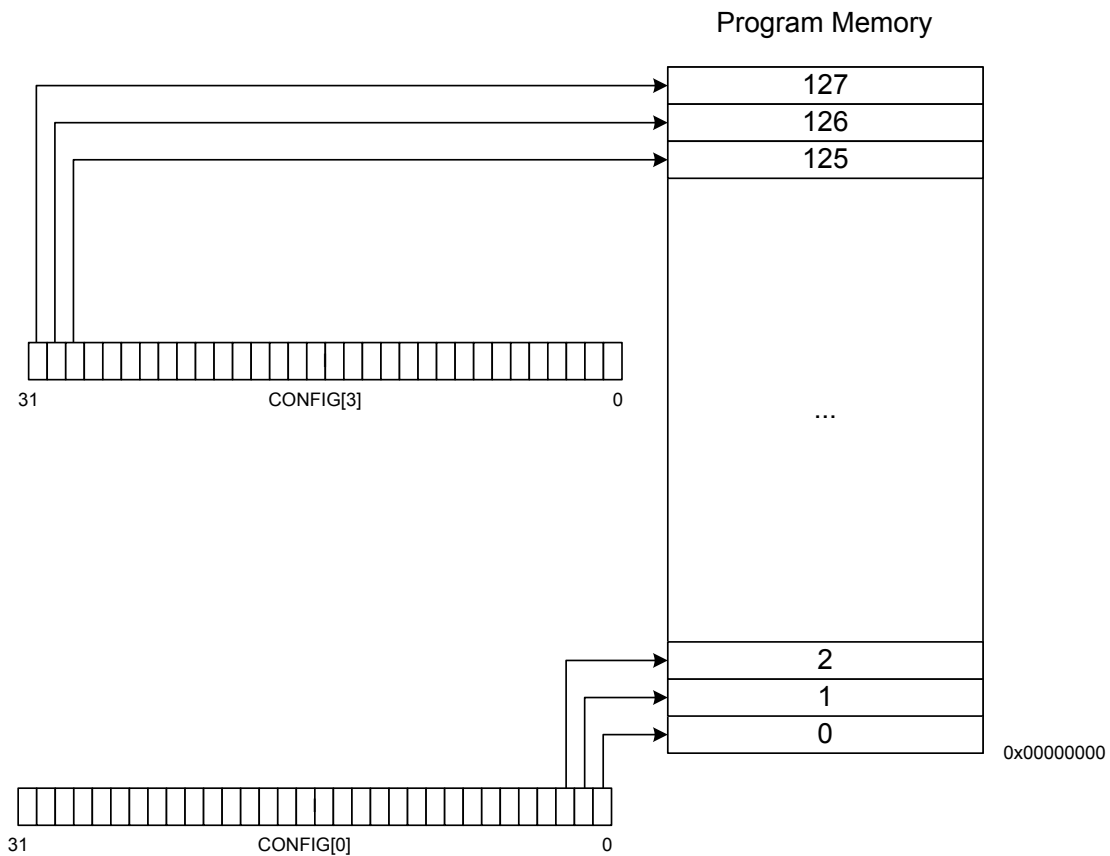 Program Memory
127
126
125
31 CONFIG[3] 0
...
2
1
0
0x00000000
31 CONFIG[0] 0